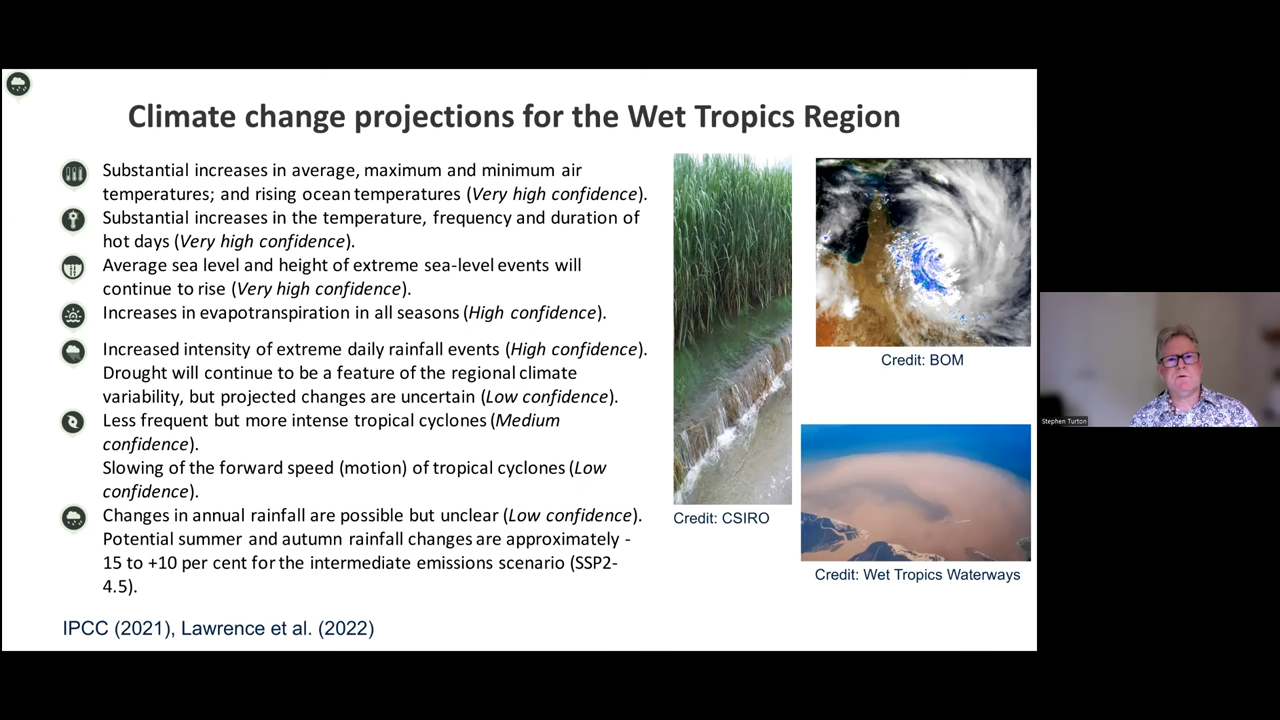 Climate change projections for the Wet Tropics Region
Substantial increases in average, maximum and minimum air
temperatures; and rising ocean temperatures (Very high confidence).
Substantial increases in the temperature, frequency and duration of
hot days (Very high confidence).
Average sea level and height of extreme sea-level events will
continue to rise (Very high confidence).
Increases in evapotranspiration in all seasons (High confidence).
Increased intensity of extreme daily rainfall events (High confidence).
Drought will continue to be a feature of the regional climate
variability, but projected changes are uncertain (Low confidence).
Less frequent but more intense tropical cyclones (Medium
confidence).
Slowing of the forward speed (motion) of tropical cyclones (Low
confidence).
Changes in annual rainfall are possible but unclear (Low confidence).
Potential summer and autumn rainfall changes are approximately -
15 to +10 per cent for the intermediate emissions scenario (SSP2-
4.5).
IPCC (2021), Lawrence et al. (2022)
Credit: CSIRO
Credit: BOM
Credit: Wet Tropics Waterways
Stephen Turton